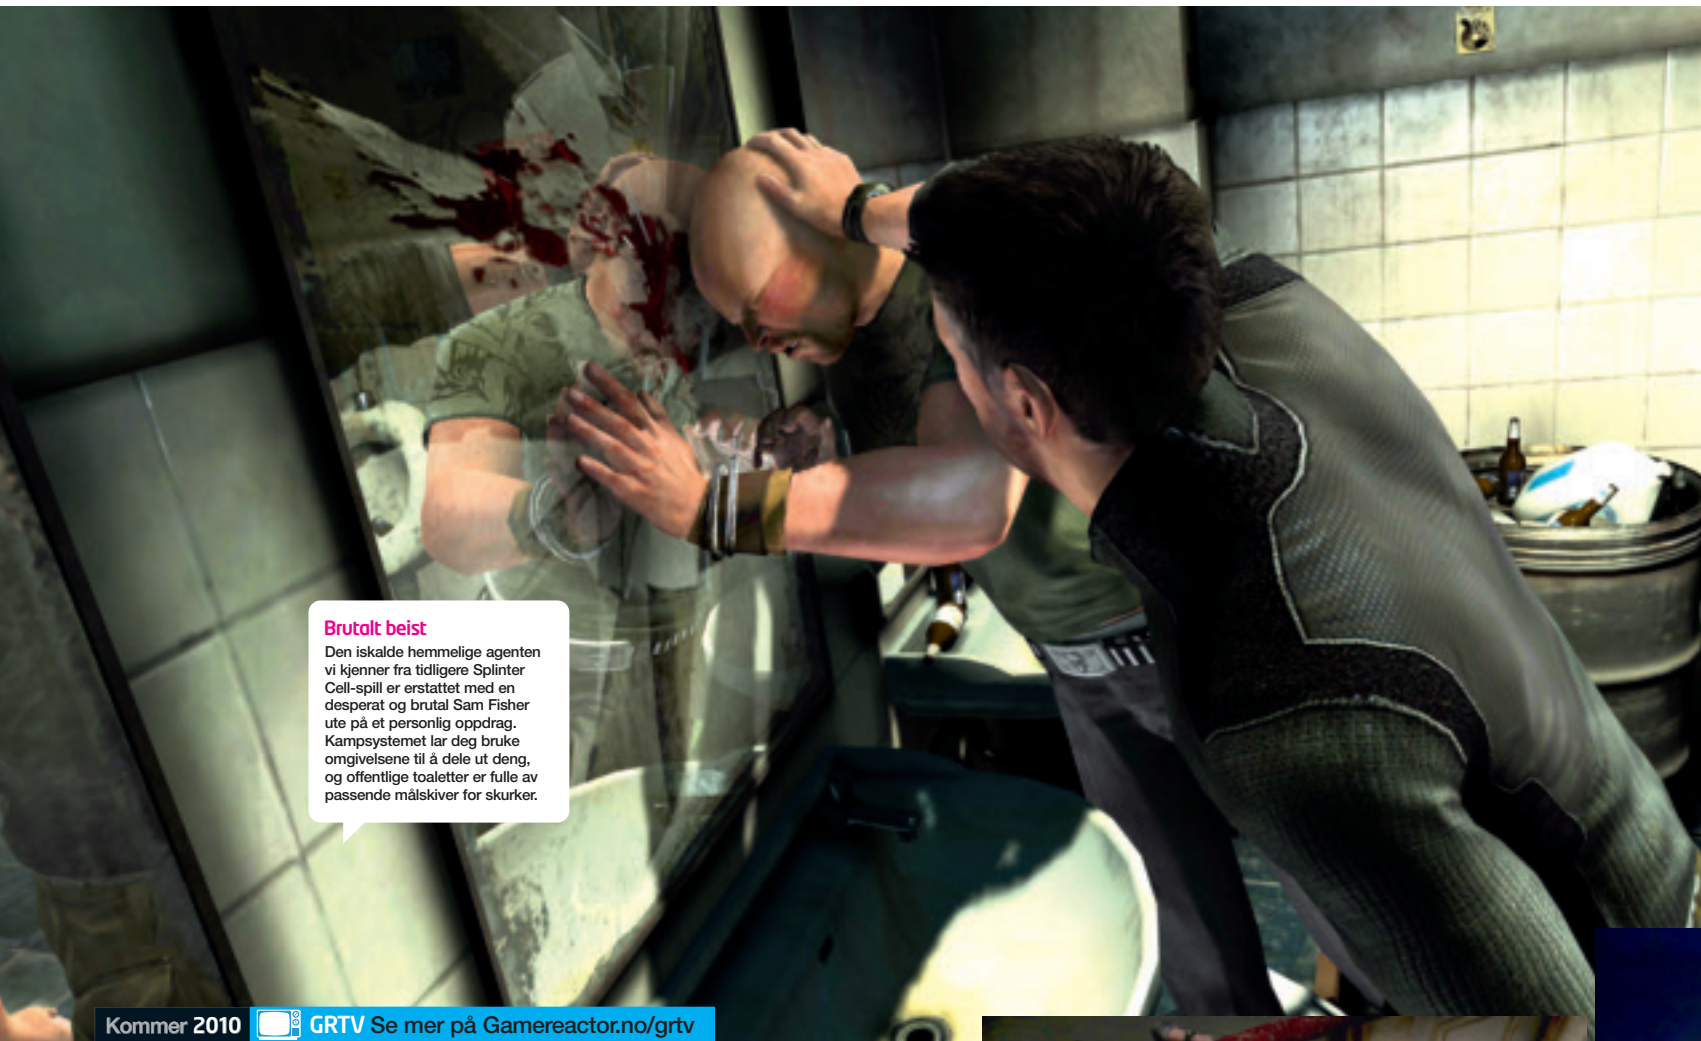 Brutalt beist
Den iskalde hemmelige agenten
vi kjenner fra tidligere Splinter
Cell-spill er erstattet med en
desperat og brutal Sam Fisher
ute på et personlig oppdrag.
Kampsystemet lar deg bruke
omgivelsene til å dele ut deng,
og offentlige toaletter er fulle av
passende målskiver for skurker.
Kommer 2010 GRTV Se mer på Gamereactor.no/grtv